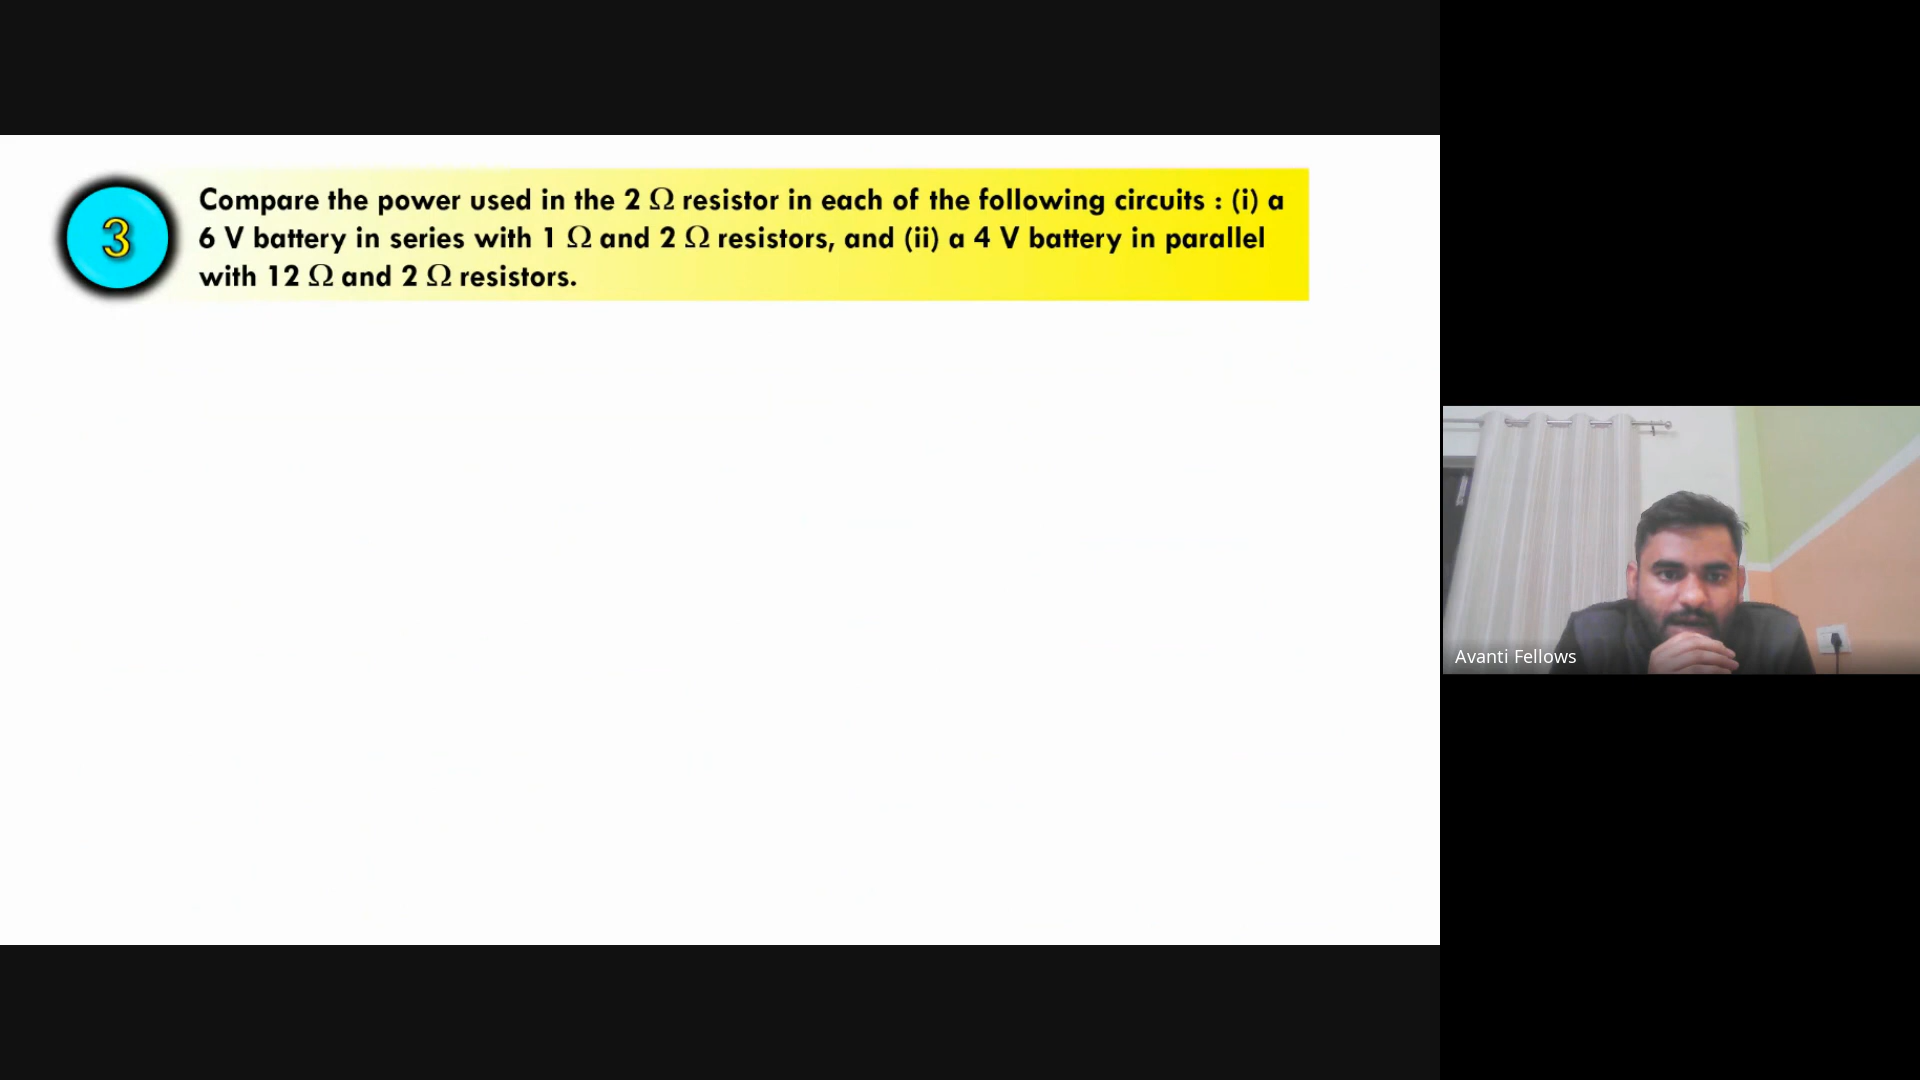 3
Compare the power used in the 2 Ω resistor in each of the following circuits : (i) a
6 V battery in series with 1 Ω and 2 Ω resistors, and (ii) a 4 V battery in parallel
with 12 Ω and 2 Ω resistors.
Avanti Fellows